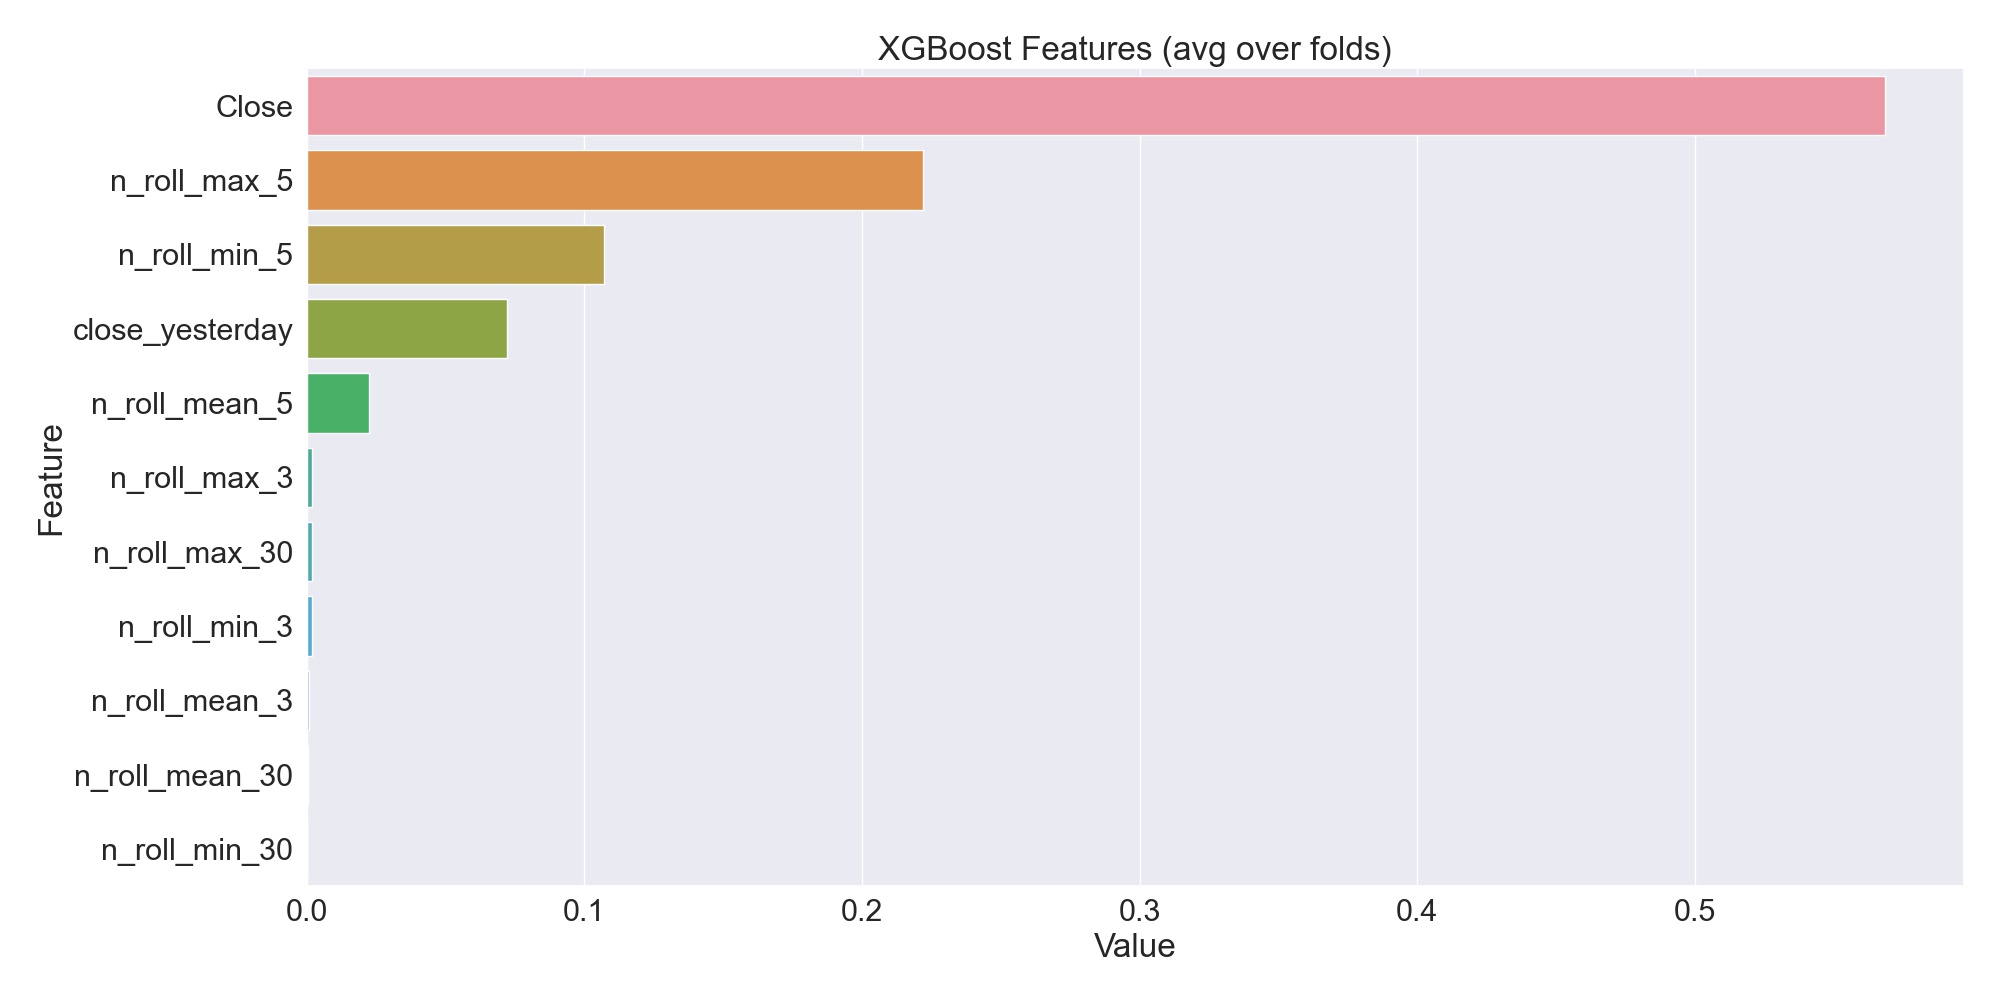 XGBoost Features (avg over folds)
Close
n_roll_max_5
n_roll_min_5
close_yesterday
n_roll_mean_5
n_roll_max_3
n_roll_max_30
n_roll_min_3
n_roll_mean_3
n_roll_mean_30
n_roll_min_30
Feature
0.0 0.1 0.2 0.3 0.4 0.5
Value